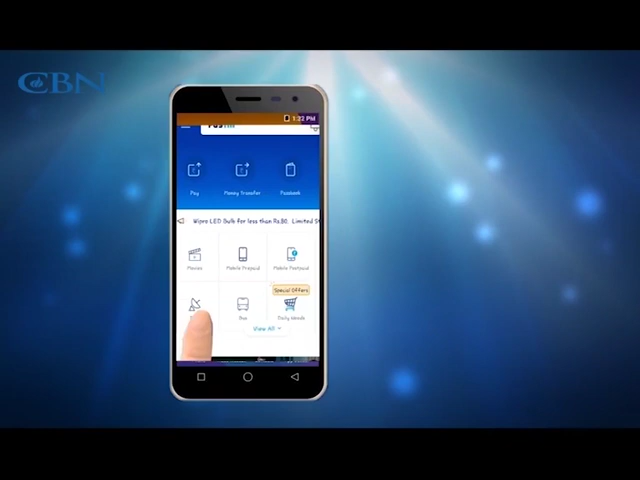 CBN
1:22 PM
Pay Money Transfer Passbook
Wipro LED Bulb for less than Rs.80. Limited St
Movies Mobile Prepaid Mobile Postpaid
Special Offers
Bus Daily Needs
View All